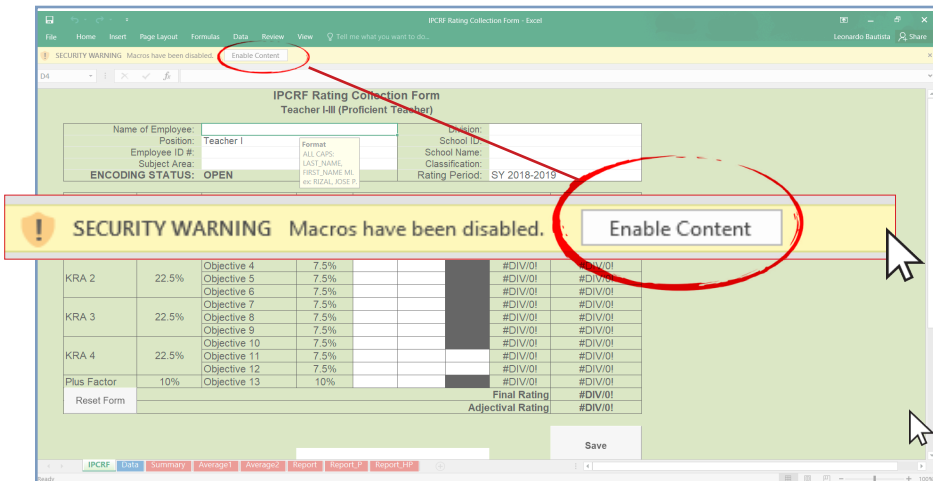 IPCRF Rating Collection Form - Excel
File Home Insert Page Layout Formulas Data Review View Tell me what you want to do... Leonardo Bautista Share
SECURITY WARNING Macros have been disabled. Enable Content
D4 fx
IPCRF Rating Collection Form
Teacher I-III (Proficient Teacher)
Name of Employee: Division:
Position: Teacher I School ID:
Employee ID #: School Name:
Subject Area: Classification:
ENCODING STATUS: OPEN Rating Period: SY 2018-2019
Format
ALL CAPS:
LAST_NAME,
FIRST_NAME MI.
ex: RIZAL, JOSE P.
SECURITY WARNING Macros have been disabled. Enable Content
Objective 4 7.5% #DIV/0! #DIV/0!
KRA 2 22.5% Objective 5 7.5% #DIV/0! #DIV/0!
Objective 6 7.5% #DIV/0! #DIV/0!
Objective 7 7.5% #DIV/0! #DIV/0!
KRA 3 22.5% Objective 8 7.5% #DIV/0! #DIV/0!
Objective 9 7.5% #DIV/0! #DIV/0!
Objective 10 7.5% #DIV/0! #DIV/0!
KRA 4 22.5% Objective 11 7.5% #DIV/0! #DIV/0!
Objective 12 7.5% #DIV/0! #DIV/0!
Plus Factor 10% Objective 13 10% #DIV/0! #DIV/0!
Reset Form Final Rating #DIV/0!
Adjectival Rating #DIV/0!
Save
IPCRF Data Summary Average1 Average2 Report Report_P Report_HP
Ready 100%